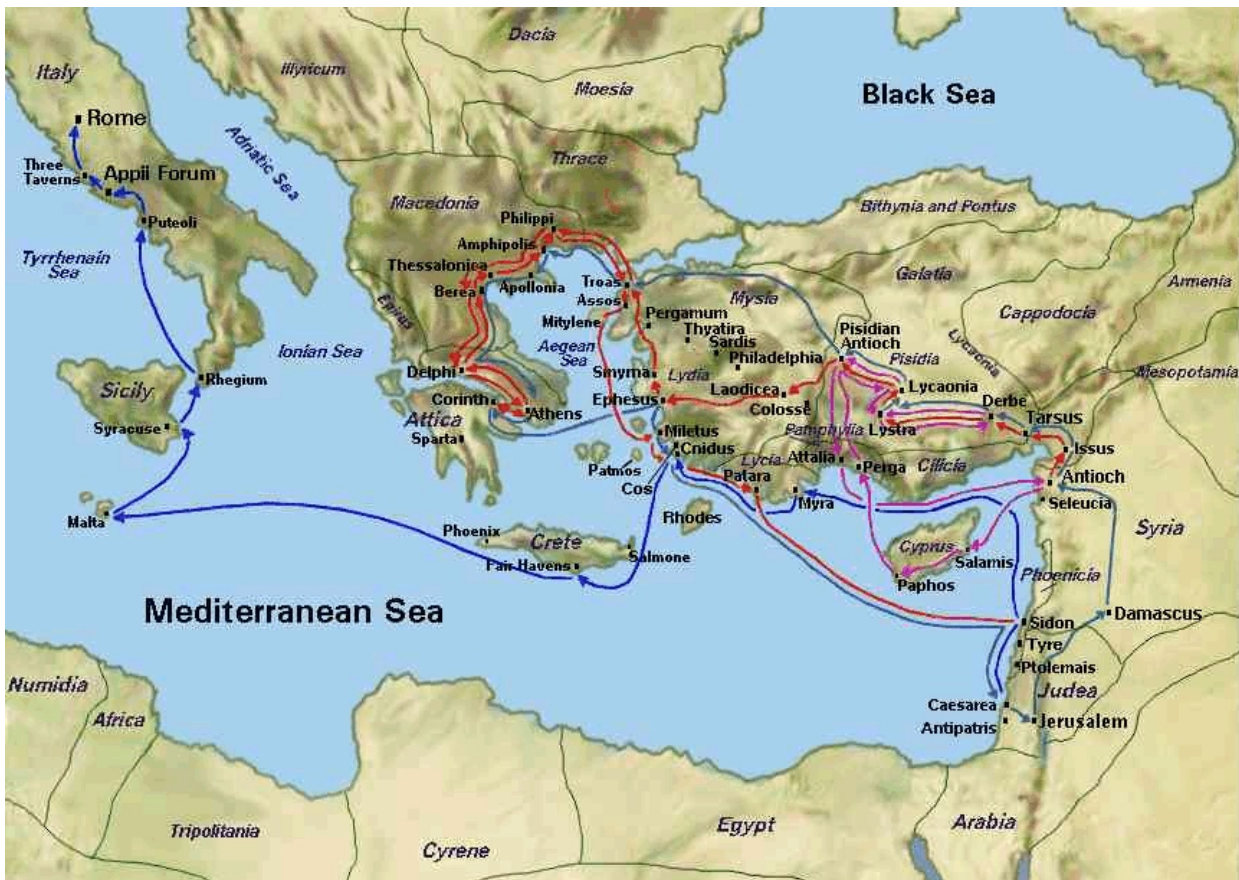 Dacia
Italy
Illyricum
Moesia
Black Sea
Rome
Adriatic Sea
Thrace
Three
Taverns
Appii Forum
Macedonia
Bithynia and Pontus
Puteoli
Philippi
Amphipolis
Tyrrhenain
Sea
Thessalonica
Galatia
Armenia
Berea
Apollonia
Troas
Assos
Mysia
Epirus
Mitylene
Pergamum
Cappodocia
Thyatira
Sardis
Philadelphia
Pisidian
Antioch
Pisidia
Lycaonia
Ionian Sea
Aegean
Sea
Mesopotamia
Sicily
Rhegium
Delphi
Smyrna
Lydia
Laodicea
Colosse
Lycaonia
Derbe
Corinth
Athens
Ephesus
Tarsus
Attica
Syracuse
Sparta
Miletus
Cnidus
Pamphylia
Lystra
Issus
Patmos
Cos
Lycia
Attalia
Perga
Cilicia
Antioch
Patara
Myra
Seleucia
Malta
Rhodes
Syria
Phoenix
Crete
Salmone
Cyprus
Salamis
Fair Havens
Paphos
Phoenicia
Mediterranean Sea
Damascus
Sidon
Tyre
Ptolemais
Numidia
Judea
Caesarea
Africa
Antipatris
Jerusalem
Tripolitania
Cyrene
Egypt
Arabia